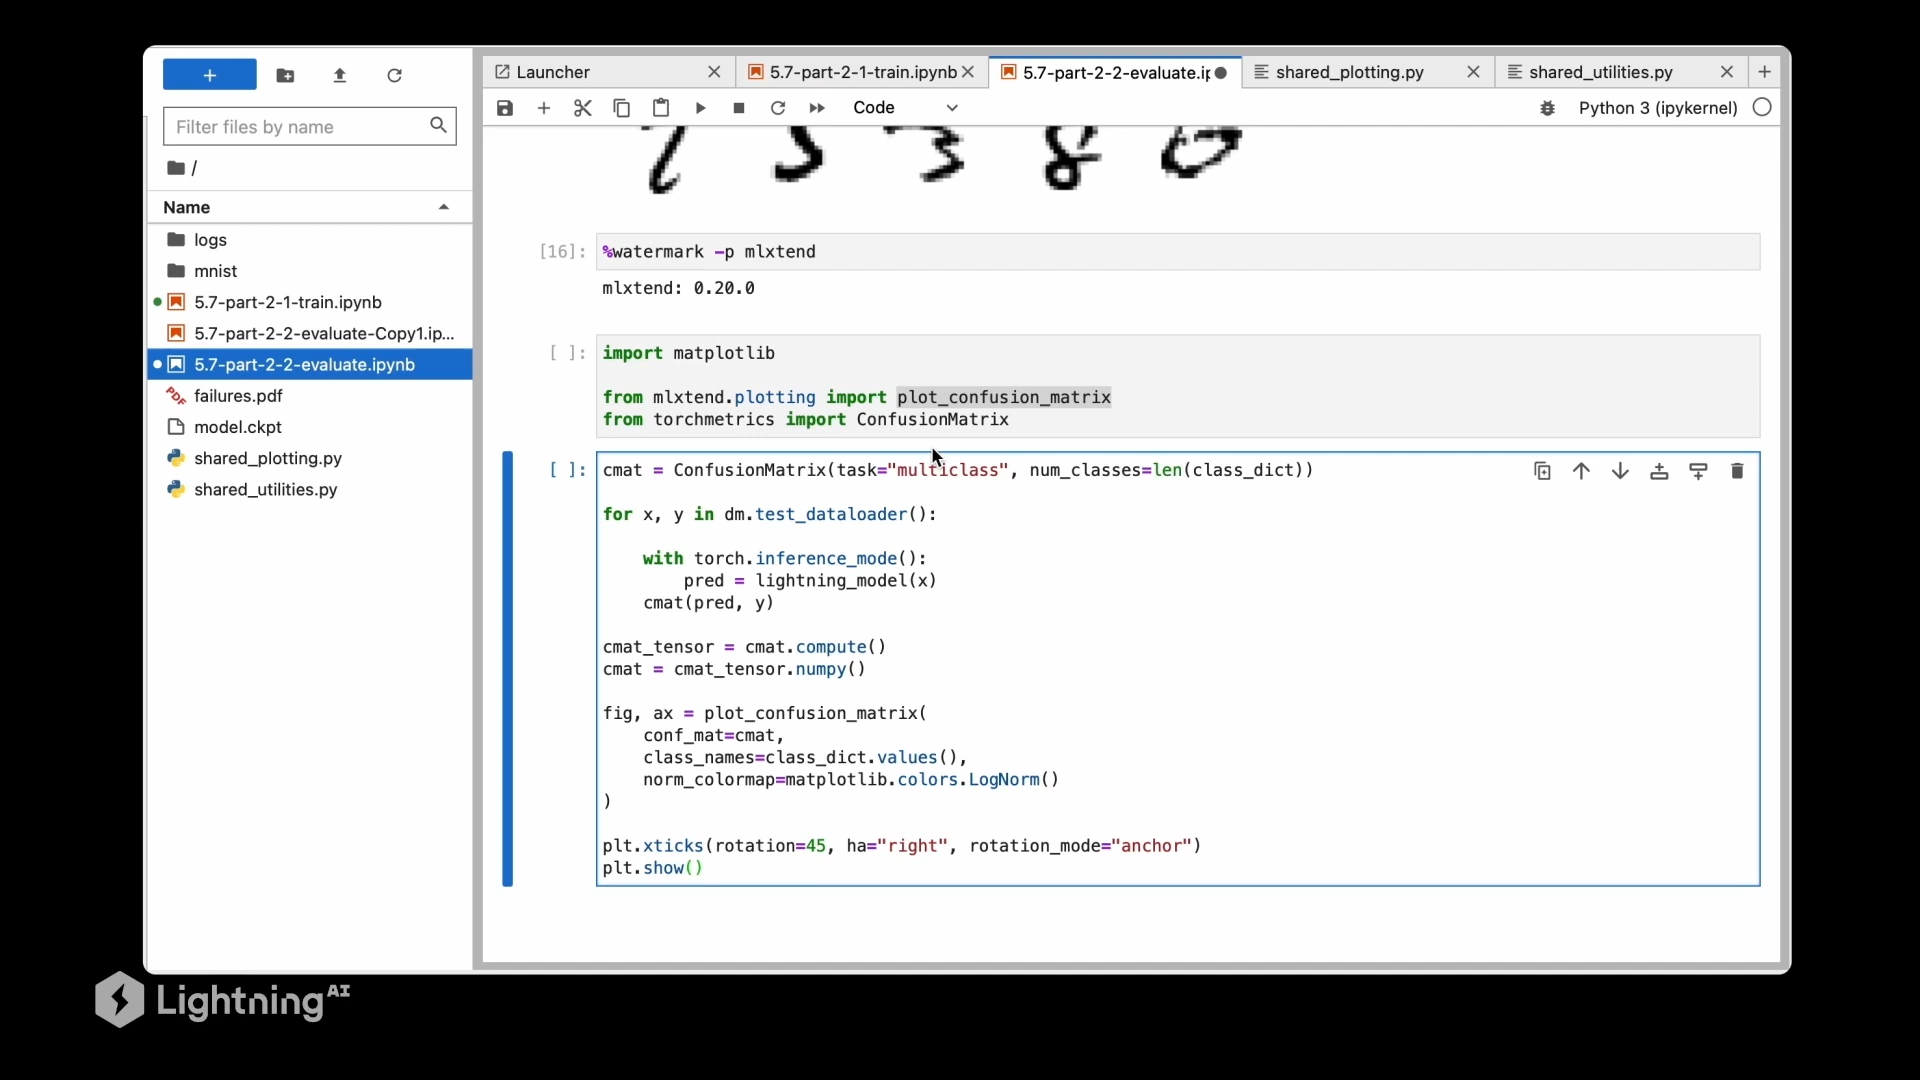 +
Filter files by name
/
Name
logs
mnist
5.7-part-2-1-train.ipynb
5.7-part-2-2-evaluate-Copy1.ip...
5.7-part-2-2-evaluate.ipynb
failures.pdf
model.ckpt
shared_plotting.py
shared_utilities.py
Launcher
5.7-part-2-1-train.ipynb
5.7-part-2-2-evaluate.ip
shared_plotting.py
shared_utilities.py
Code
Python 3 (ipykernel)
[16]: %watermark -p mlxtend
mlxtend: 0.20.0
[ ]: import matplotlib
from mlxtend.plotting import plot_confusion_matrix
from torchmetrics import ConfusionMatrix
[ ]: cmat = ConfusionMatrix(task="multiclass", num_classes=len(class_dict))
for x, y in dm.test_dataloader():
with torch.inference_mode():
pred = lightning_model(x)
cmat(pred, y)
cmat_tensor = cmat.compute()
cmat = cmat_tensor.numpy()
fig, ax = plot_confusion_matrix(
conf_mat=cmat,
class_names=class_dict.values(),
norm_colormap=matplotlib.colors.LogNorm()
)
plt.xticks(rotation=45, ha="right", rotation_mode="anchor")
plt.show()
Lightning AI